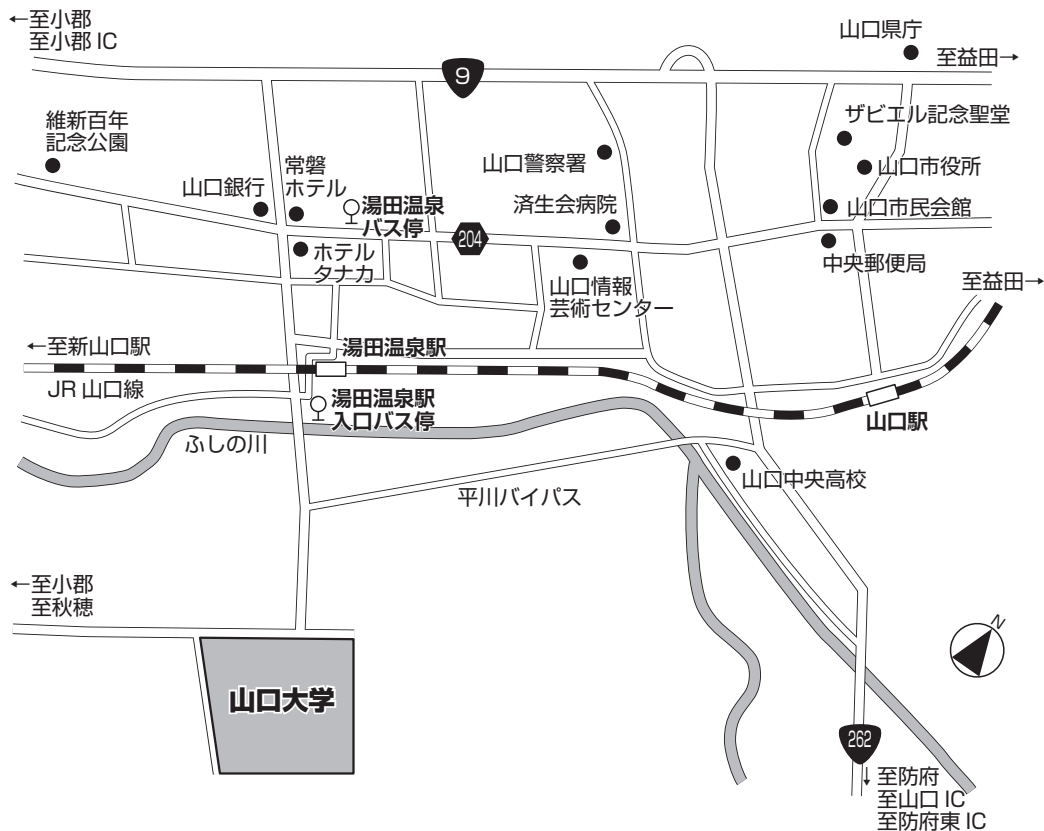 ←至小郡
至小郡 IC
山口県庁
至益田→
9
ザビエル記念聖堂
維新百年
記念公園
山口警察署
山口市役所
常磐
ホテル
山口銀行
湯田温泉
バス停
済生会病院
山口市民会館
204
ホテル
タナカ
中央郵便局
山口情報
芸術センター
至益田→
←至新山口駅
湯田温泉駅
JR 山口線
湯田温泉駅
入口バス停
山口駅
ふしの川
山口中央高校
平川バイパス
←至小郡
至秋穂
N
山口大学
262
↓至防府
至山口 IC
至防府東 IC